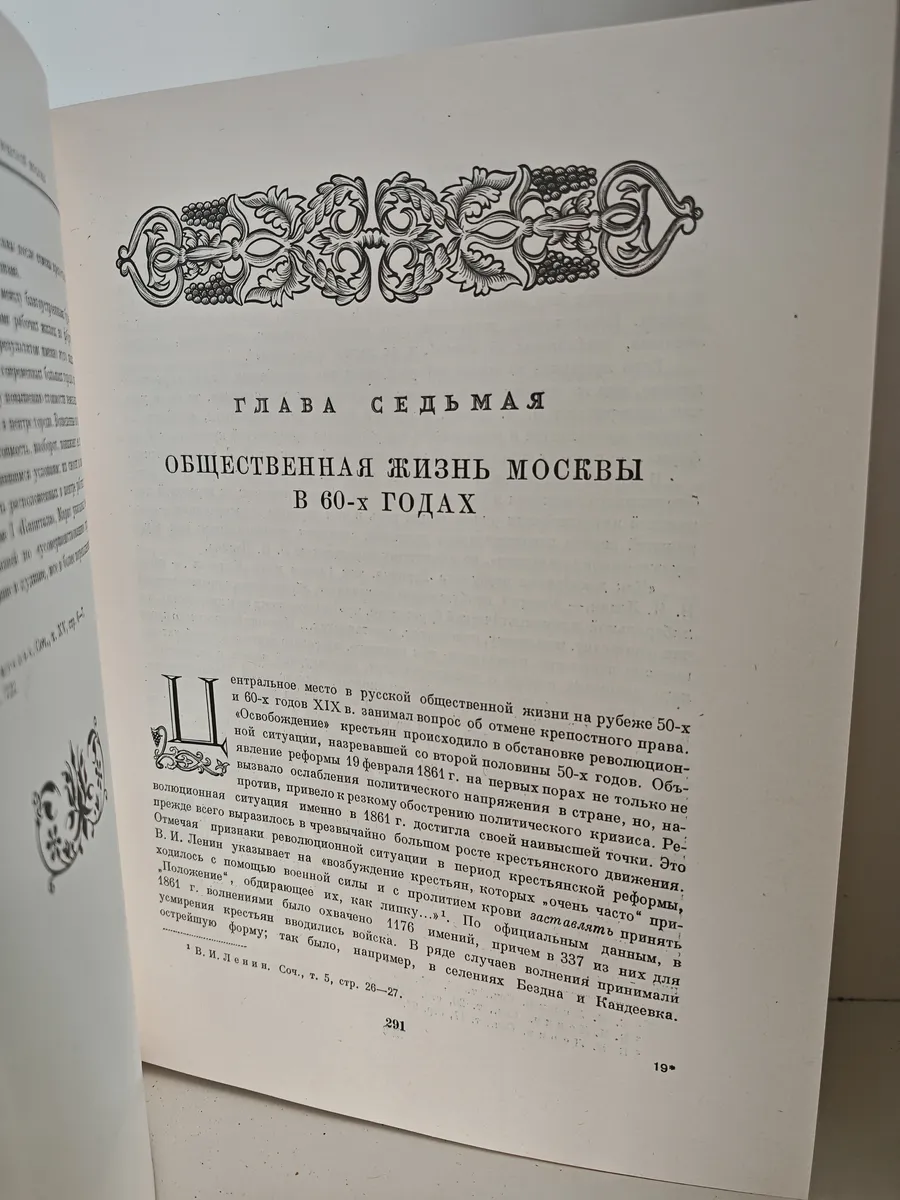 ГЛАВА СЕДЬМАЯ
ОБЩЕСТВЕННАЯ ЖИЗНЬ МОСКВЫ
В 60-х ГОДАХ
Центральное место в русской общественной жизни на рубеже 50-х
и 60-х годов XIX в. занимал вопрос об отмене крепостного права.
«Освобождение» крестьян происходило в обстановке революцион-
ной ситуации, назревавшей со второй половины 50-х годов. Объ-
явление реформы 19 февраля 1861 г. на первых порах не только не
вызвало ослабления политического напряжения в стране, но, на-
против, привело к резкому обострению политического кризиса. Ре-
волюционная ситуация именно в 1861 г. достигла своей наивысшей точки. Это
прежде всего выразилось в чрезвычайно большом росте крестьянского движения.
Отмечая признаки революционной ситуации в период крестьянской реформы,
В. И. Ленин указывает на «возбуждение крестьян, которых „очень часто“ при-
ходилось с помощью военной силы и с пролитием крови заставлять принять
„Положение“, обдирающее их, как липку...»¹. По официальным данным, в
1861 г. волнениями было охвачено 1176 имений, причем в 337 из них для
усмирения крестьян вводились войска. В ряде случаев волнения принимали
острейшую форму; так было, например, в селениях Бездна и Кандеевка.
¹ В. И. Ленин. Соч., т. 5, стр. 26—27.
291
19*